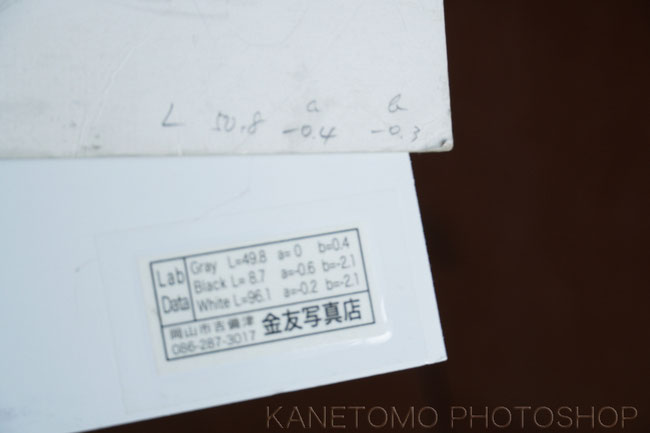 a b
L 50.8 -0.4 -0.3
Lab Data
Gray L=49.8 a= 0 b=0.4
Black L= 8.7 a=-0.6 b=-2.1
White L=96.1 a=-0.2 b=-2.1
岡山市吉備津
086-287-3017
金友写真店
KANETOMO PHOTOSHOP